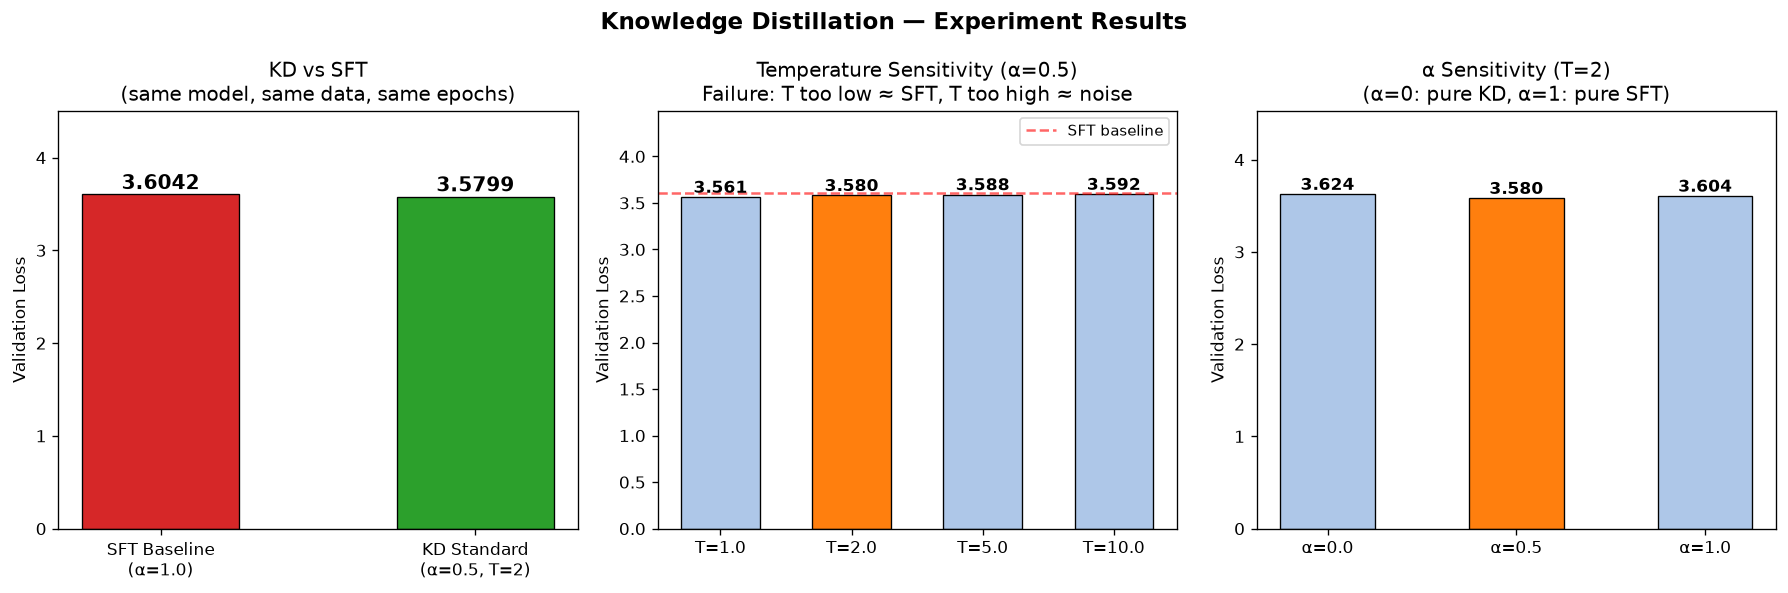 Knowledge Distillation — Experiment Results
KD vs SFT
(same model, same data, same epochs)
Validation Loss
4
3
2
1
0
3.6042
3.5799
SFT Baseline
(α=1.0)
KD Standard
(α=0.5, T=2)
Temperature Sensitivity (α=0.5)
Failure: T too low ≈ SFT, T too high ≈ noise
SFT baseline
Validation Loss
4.0
3.5
3.0
2.5
2.0
1.5
1.0
0.5
0.0
3.561
3.580
3.588
3.592
T=1.0
T=2.0
T=5.0
T=10.0
α Sensitivity (T=2)
(α=0: pure KD, α=1: pure SFT)
Validation Loss
4
3
2
1
0
3.624
3.580
3.604
α=0.0
α=0.5
α=1.0